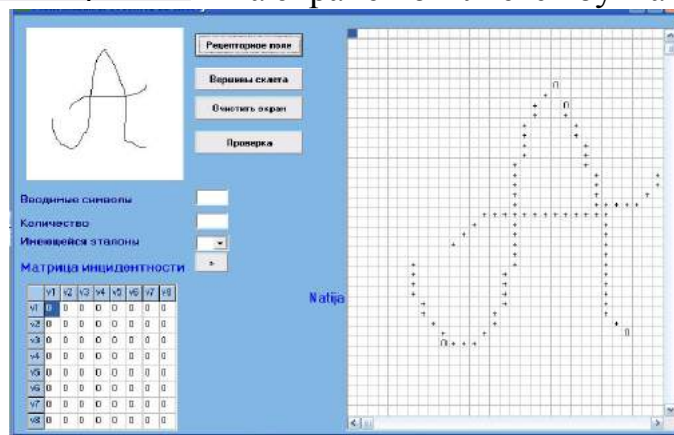 Рецепторное поле
Вершины склета
Очистить экран
Проверка
Вводимые символы
Количество
Имеющейся эталоны
Матрица инцидентности
Natija
v1 v2 v3 v4 v5 v6 v7 v8
v1 0 0 0 0 0 0 0 0
v2 0 0 0 0 0 0 0 0
v3 0 0 0 0 0 0 0 0
v4 0 0 0 0 0 0 0 0
v5 0 0 0 0 0 0 0 0
v6 0 0 0 0 0 0 0 0
v7 0 0 0 0 0 0 0 0
v8 0 0 0 0 0 0 0 0